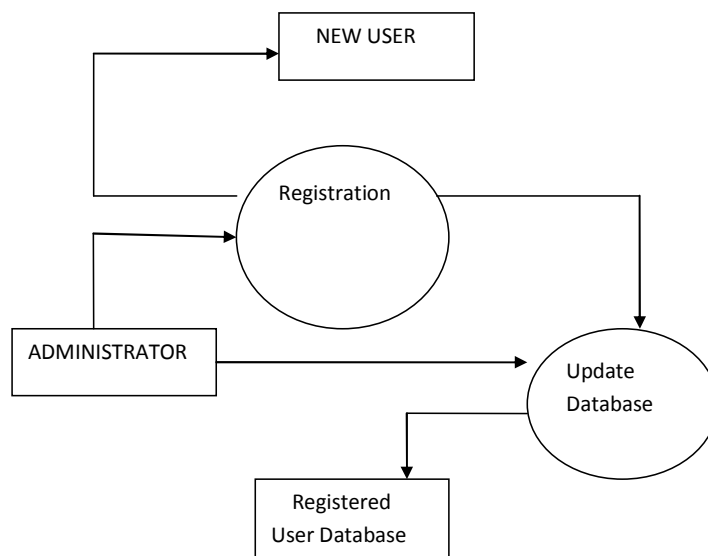 NEW USER
Registration
ADMINISTRATOR
Update
Database
Registered
User Database